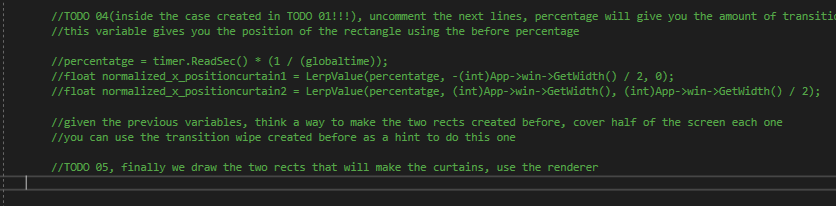 //TODO 04(inside the case created in TODO 01!!!), uncomment the next lines, percentage will give you the amount of transitio
//this variable gives you the position of the rectangle using the before percentage
//percentatge = timer.ReadSec() * (1 / (globaltime));
//float normalized_x_positioncurtain1 = LerpValue(percentatge, -(int)App->win->GetWidth() / 2, 0);
//float normalized_x_positioncurtain2 = LerpValue(percentatge, (int)App->win->GetWidth(), (int)App->win->GetWidth() / 2);
//given the previous variables, think a way to make the two rects created before, cover half of the screen each one
//you can use the transition wipe created before as a hint to do this one
//TODO 05, finally we draw the two rects that will make the curtains, use the renderer